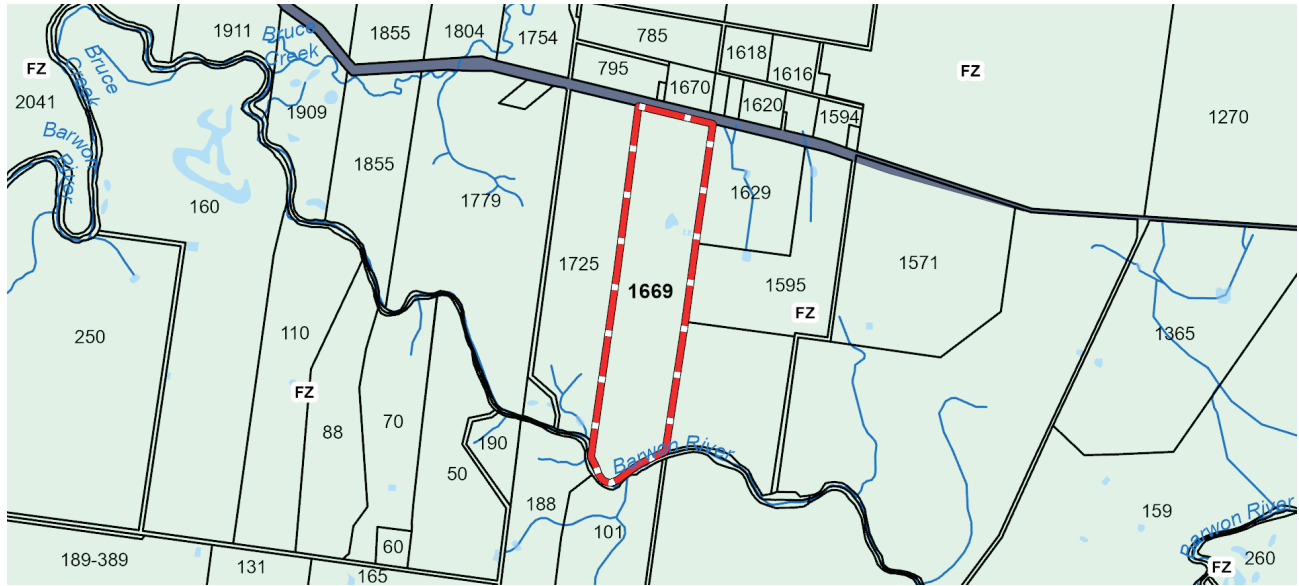 1911
Bruce
Creek
1855
1804
1754
785
1618
1616
795
1670
1620
1594
FZ
FZ
Bruce
Creek
2041
1909
1270
Barwon
River
1855
160
1779
1629
1725
1669
1595
FZ
1571
250
110
1365
FZ
88
70
190
50
Barwon River
188
101
159
Barwon River
60
189-389
131
165
260
FZ